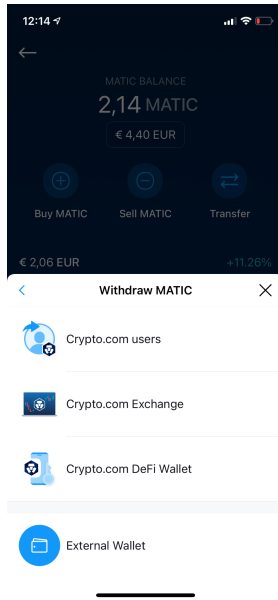 12:14
MATIC BALANCE
2,14 MATIC
€ 4,40 EUR
Buy MATIC
Sell MATIC
Transfer
€ 2,06 EUR
+11.26%
Withdraw MATIC
Crypto.com users
Crypto.com Exchange
Crypto.com DeFi Wallet
External Wallet